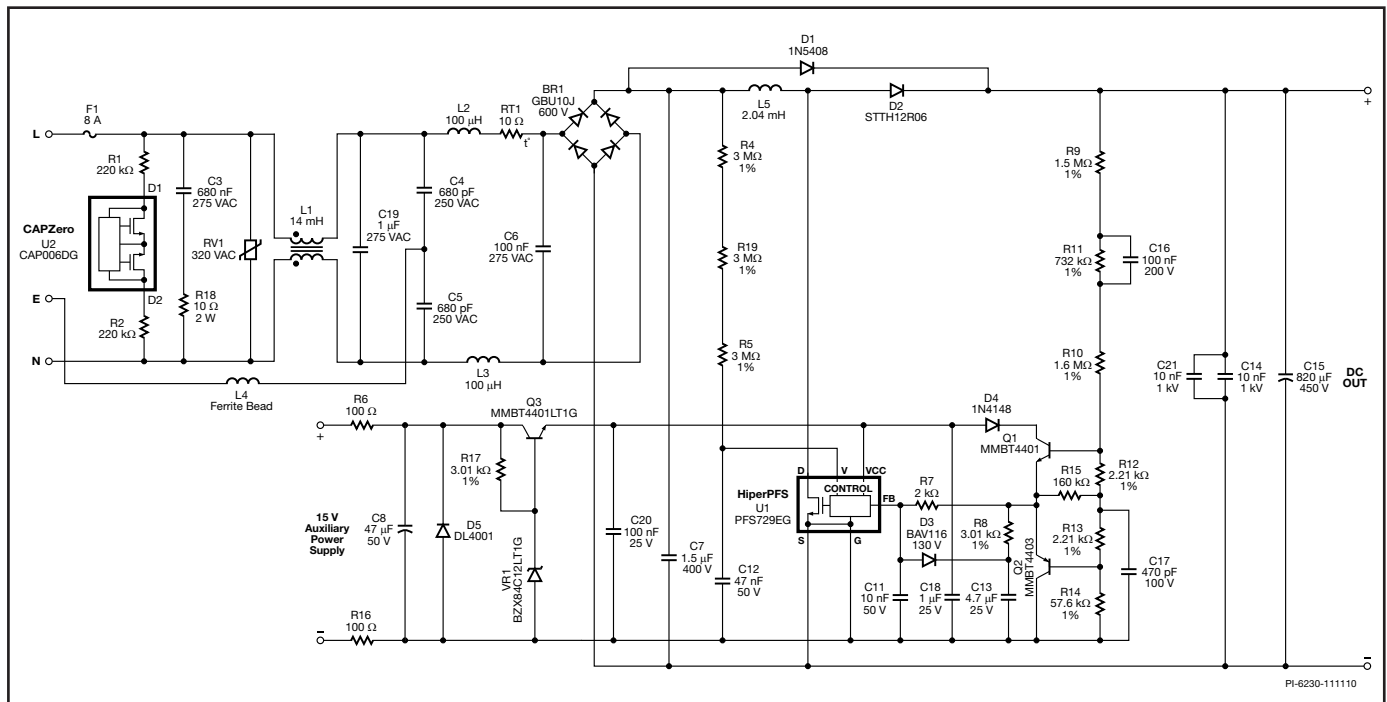 D1
1N5408
D2
STTH12R06
L5
2.04 mH
BR1
GBU10J
600 V
RT1
10 Ω
t°
L2
100 μH
F1
8 A
L
R1
220 kΩ
D1
CAPZero
U2
CAP006DG
D2
R2
220 kΩ
E
N
C3
680 nF
275 VAC
R18
10 Ω
2 W
RV1
320 VAC
L1
14 mH
C19
1 μF
275 VAC
C4
680 pF
250 VAC
C5
680 pF
250 VAC
C6
100 nF
275 VAC
L3
100 μH
L4
Ferrite Bead
R4
3 MΩ
1%
R19
3 MΩ
1%
R5
3 MΩ
1%
R9
1.5 MΩ
1%
R11
732 kΩ
1%
C16
100 nF
200 V
R10
1.6 MΩ
1%
C21
10 nF
1 kV
C14
10 nF
1 kV
C15
820 μF
450 V
DC
OUT
+
R6
100 Ω
+
Q3
MMBT4401LT1G
R17
3.01 kΩ
1%
15 V
Auxiliary
Power
Supply
C8
47 μF
50 V
D5
DL4001
VR1
BZX84C12LT1G
R16
100 Ω
−
C20
100 nF
25 V
C7
1.5 μF
400 V
C12
47 nF
50 V
D
V
VCC
CONTROL
HiperPFS
U1
PFS729EG
FB
S
G
D4
1N4148
Q1
MMBT4401
R7
2 kΩ
D3
BAV116
130 V
R8
3.01 kΩ
1%
R15
160 kΩ
R12
2.21 kΩ
1%
R13
2.21 kΩ
1%
Q2
MMBT4403
R14
57.6 kΩ
1%
C17
470 pF
100 V
C11
10 nF
50 V
C18
1 μF
25 V
C13
4.7 μF
25 V
−
PI-6230-111110